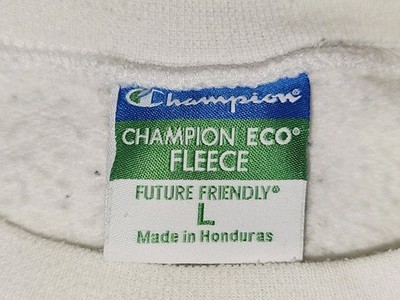 Champion
CHAMPION ECO®
FLEECE
FUTURE FRIENDLY®
L
Made in Honduras